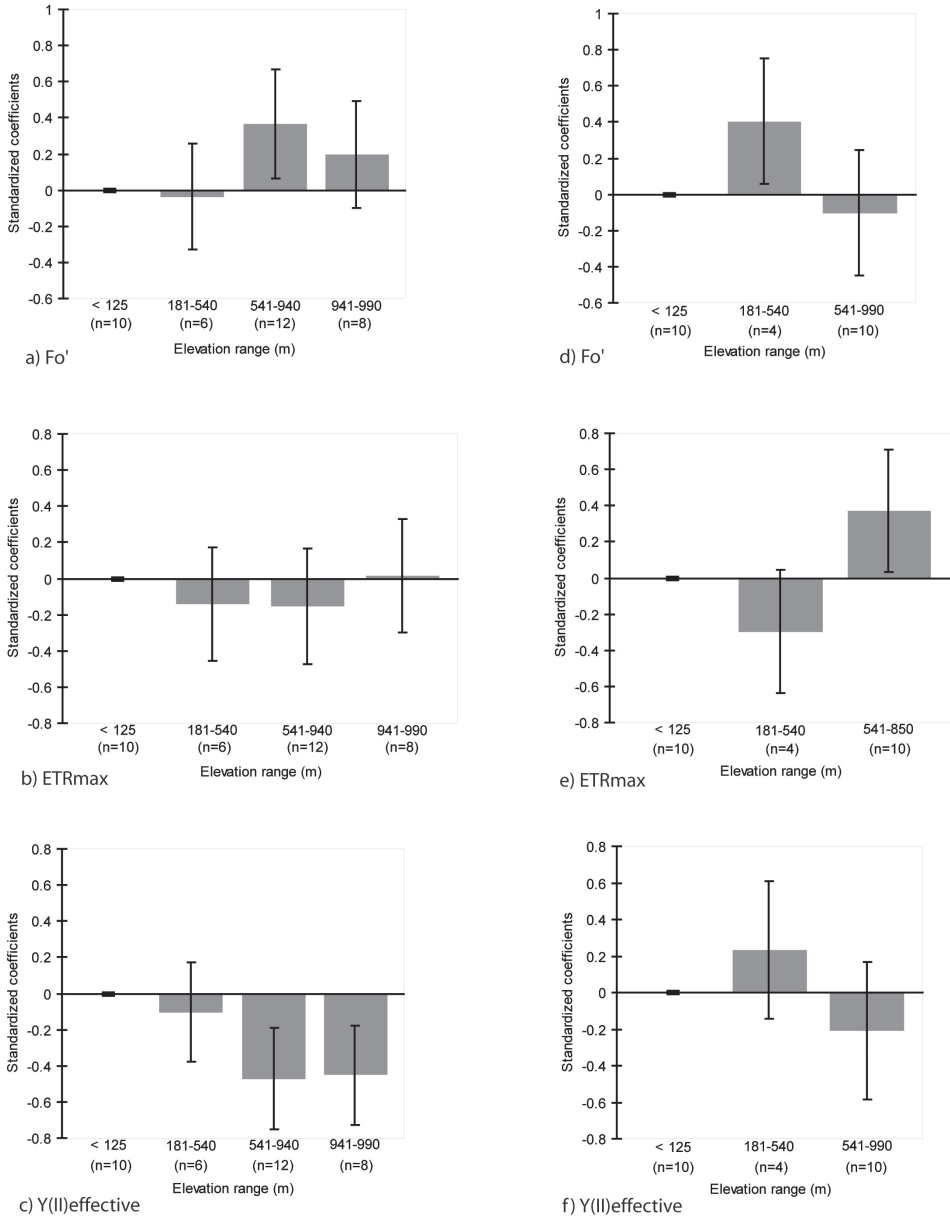 1
0.8
0.6
0.4
0.2
0
-0.2
-0.4
-0.6
Standardized coefficients
< 125 181-540 541-940 941-990
(n=10) (n=6) (n=12) (n=8)
Elevation range (m)
a) Fo'
1
0.8
0.6
0.4
0.2
0
-0.2
-0.4
-0.6
Standardized coefficients
< 125 181-540 541-990
(n=10) (n=4) (n=10)
Elevation range (m)
d) Fo'
0.8
0.6
0.4
0.2
0
-0.2
-0.4
-0.6
-0.8
Standardized coefficients
< 125 181-540 541-940 941-990
(n=10) (n=6) (n=12) (n=8)
Elevation range (m)
b) ETRmax
0.8
0.6
0.4
0.2
0
-0.2
-0.4
-0.6
-0.8
Standardized coefficients
< 125 181-540 541-850
(n=10) (n=4) (n=10)
Elevation range (m)
e) ETRmax
0.8
0.6
0.4
0.2
0
-0.2
-0.4
-0.6
-0.8
Standardized coefficients
< 125 181-540 541-940 941-990
(n=10) (n=6) (n=12) (n=8)
Elevation range (m)
c) Y(II)effective
0.8
0.6
0.4
0.2
0
-0.2
-0.4
-0.6
-0.8
Standardized coefficients
< 125 181-540 541-990
(n=10) (n=4) (n=10)
Elevation range (m)
f) Y(II)effective